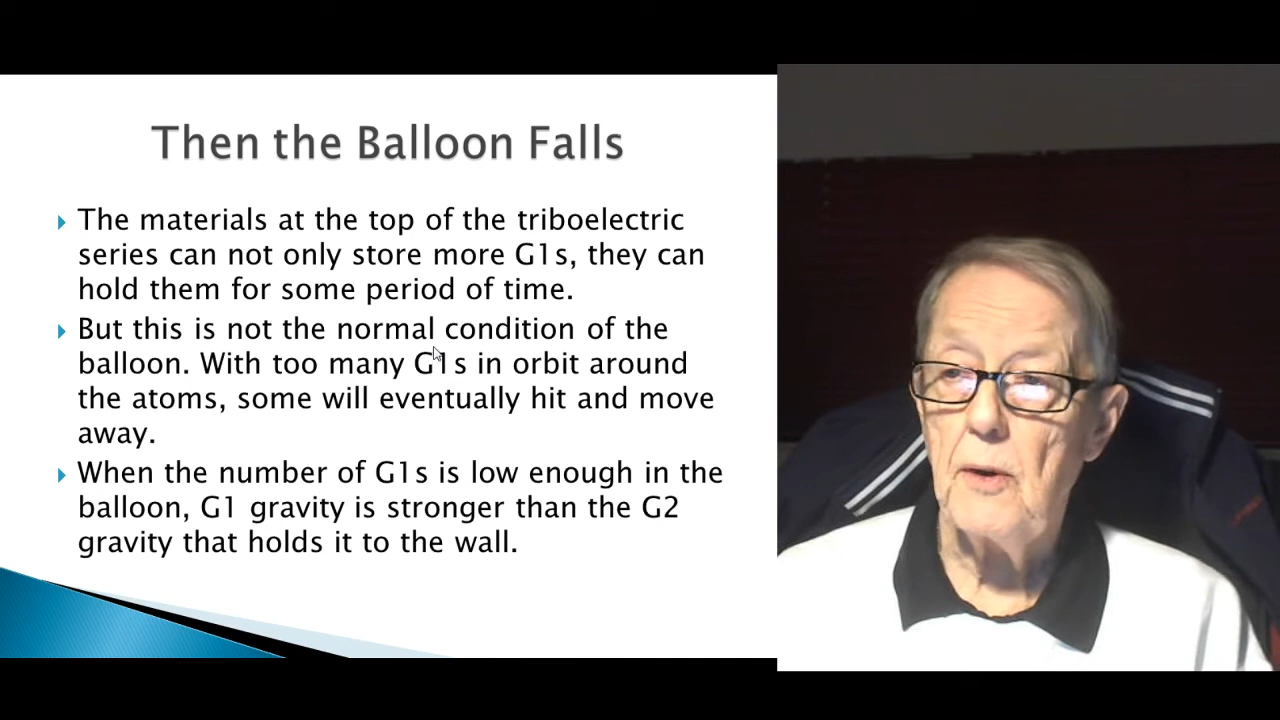 Then the Balloon Falls
The materials at the top of the triboelectric
series can not only store more G1s, they can
hold them for some period of time.
But this is not the normal condition of the
balloon. With too many G1s in orbit around
the atoms, some will eventually hit and move
away.
When the number of G1s is low enough in the
balloon, G1 gravity is stronger than the G2
gravity that holds it to the wall.